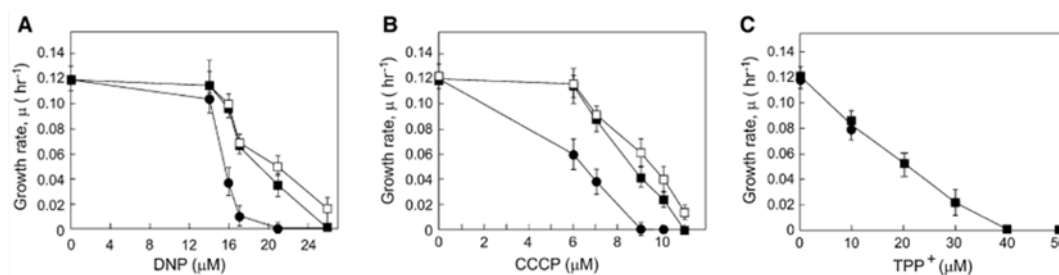 A
Growth rate, μ ( hr⁻¹)
0.14
0.12
0.10
0.08
0.06
0.04
0.02
0
0 4 8 12 16 20 24
DNP (μM)
B
Growth rate, μ ( hr⁻¹)
0.14
0.12
0.10
0.08
0.06
0.04
0.02
0
0 2 4 6 8 10
CCCP (μM)
C
Growth rate, μ ( hr⁻¹)
0.14
0.12
0.10
0.08
0.06
0.04
0.02
0
0 10 20 30 40
TPP⁺ (μM)